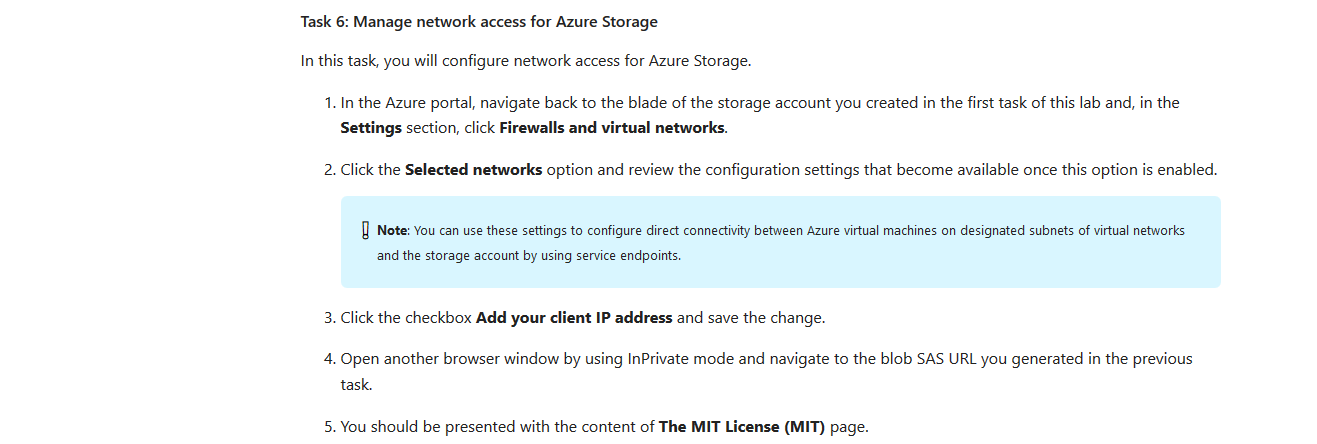 Task 6: Manage network access for Azure Storage
In this task, you will configure network access for Azure Storage.
1. In the Azure portal, navigate back to the blade of the storage account you created in the first task of this lab and, in the
Settings section, click Firewalls and virtual networks.
2. Click the Selected networks option and review the configuration settings that become available once this option is enabled.
Note: You can use these settings to configure direct connectivity between Azure virtual machines on designated subnets of virtual networks
and the storage account by using service endpoints.
3. Click the checkbox Add your client IP address and save the change.
4. Open another browser window by using InPrivate mode and navigate to the blob SAS URL you generated in the previous
task.
5. You should be presented with the content of The MIT License (MIT) page.